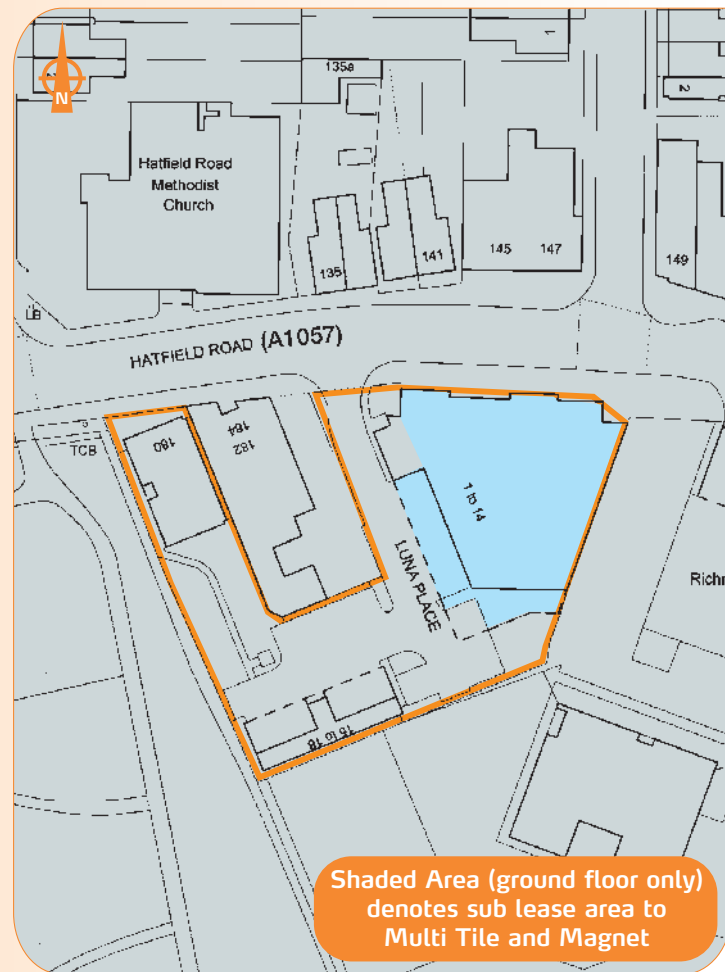 1
135a
2
N
Hatfield Road
Methodist
Church
135
141
145
147
149
LB
HATFIELD ROAD (A1057)
TCB
180
184
182
1 to 14
LUNA PLACE
Richm
16 to 18
Shaded Area (ground floor only)
denotes sub lease area to
Multi Tile and Magnet